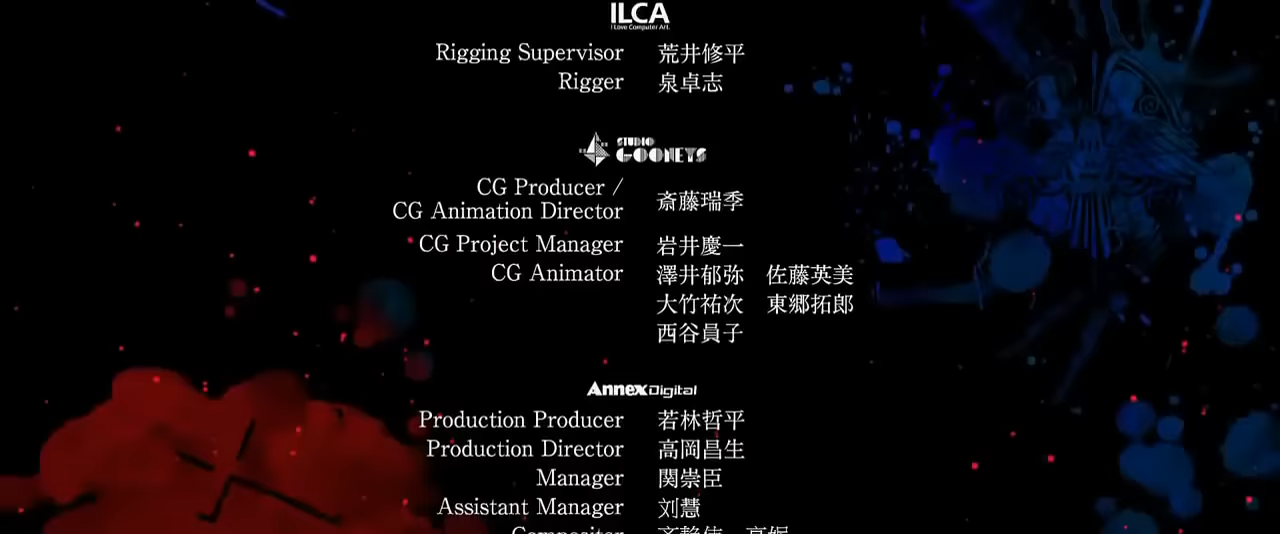 ILCA
I Love Computer Art.
Rigging Supervisor 荒井修平
Rigger 泉卓志
STUDIO
GOONEYS
CG Producer /
CG Animation Director 斎藤瑞季
CG Project Manager 岩井慶一
CG Animator 澤井郁弥 佐藤英美
大竹祐次 東郷拓郎
西谷員子
AnnexDigital
Production Producer 若林哲平
Production Director 高岡昌生
Manager 関崇臣
Assistant Manager 刘慧
Compositor